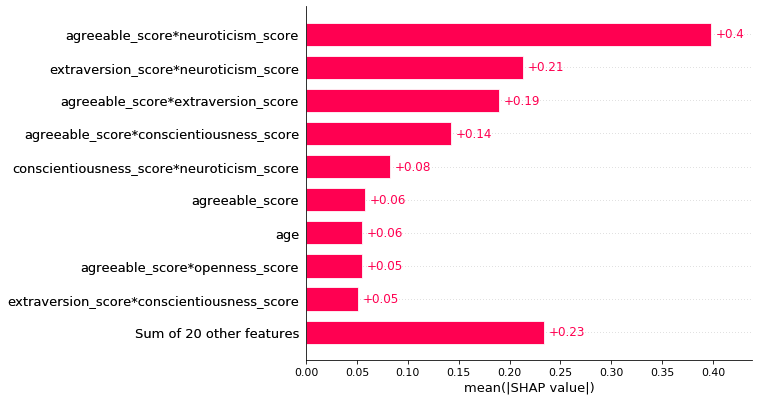 agreeable_score*neuroticism_score +0.4
extraversion_score*neuroticism_score +0.21
agreeable_score*extraversion_score +0.19
agreeable_score*conscientiousness_score +0.14
conscientiousness_score*neuroticism_score +0.08
agreeable_score +0.06
age +0.06
agreeable_score*openness_score +0.05
extraversion_score*conscientiousness_score +0.05
Sum of 20 other features +0.23
0.00 0.05 0.10 0.15 0.20 0.25 0.30 0.35 0.40
mean(|SHAP value|)